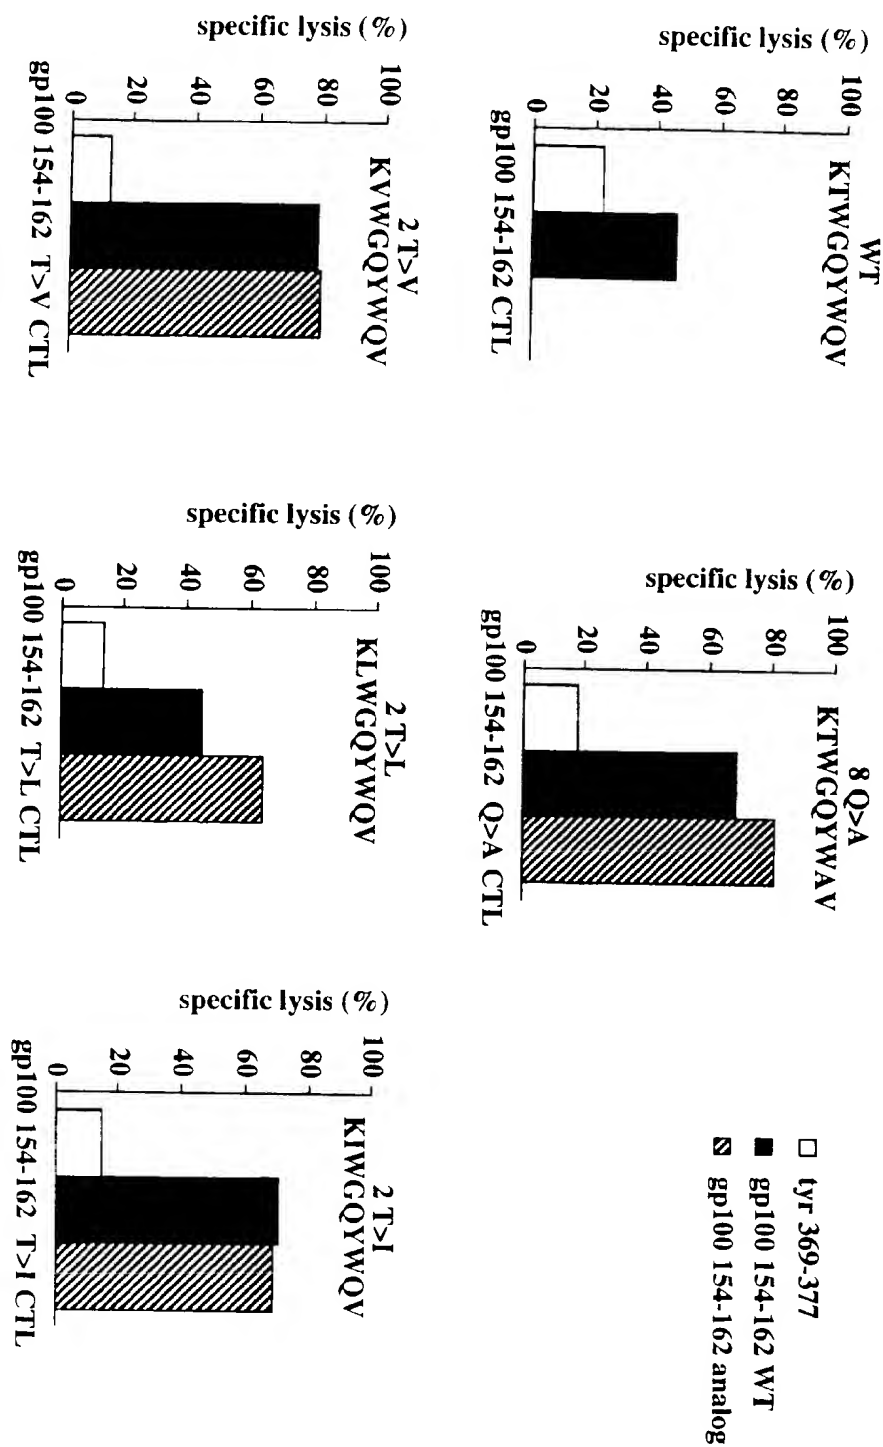 WT
KTWGQYWQV
specific lysis (%)
100
80
60
40
20
0
gp100 154-162 CTL
8 Q>A
KTWGQYWAV
specific lysis (%)
100
80
60
40
20
0
gp100 154-162 Q>A CTL
tyr 369-377
gp100 154-162 WT
gp100 154-162 analog
2 T>V
KVWGQYWQV
specific lysis (%)
100
80
60
40
20
0
gp100 154-162 T>V CTL
2 T>L
KLWGQYWQV
specific lysis (%)
100
80
60
40
20
0
gp100 154-162 T>L CTL
2 T>I
KIWGQYWQV
specific lysis (%)
100
80
60
40
20
0
gp100 154-162 T>I CTL